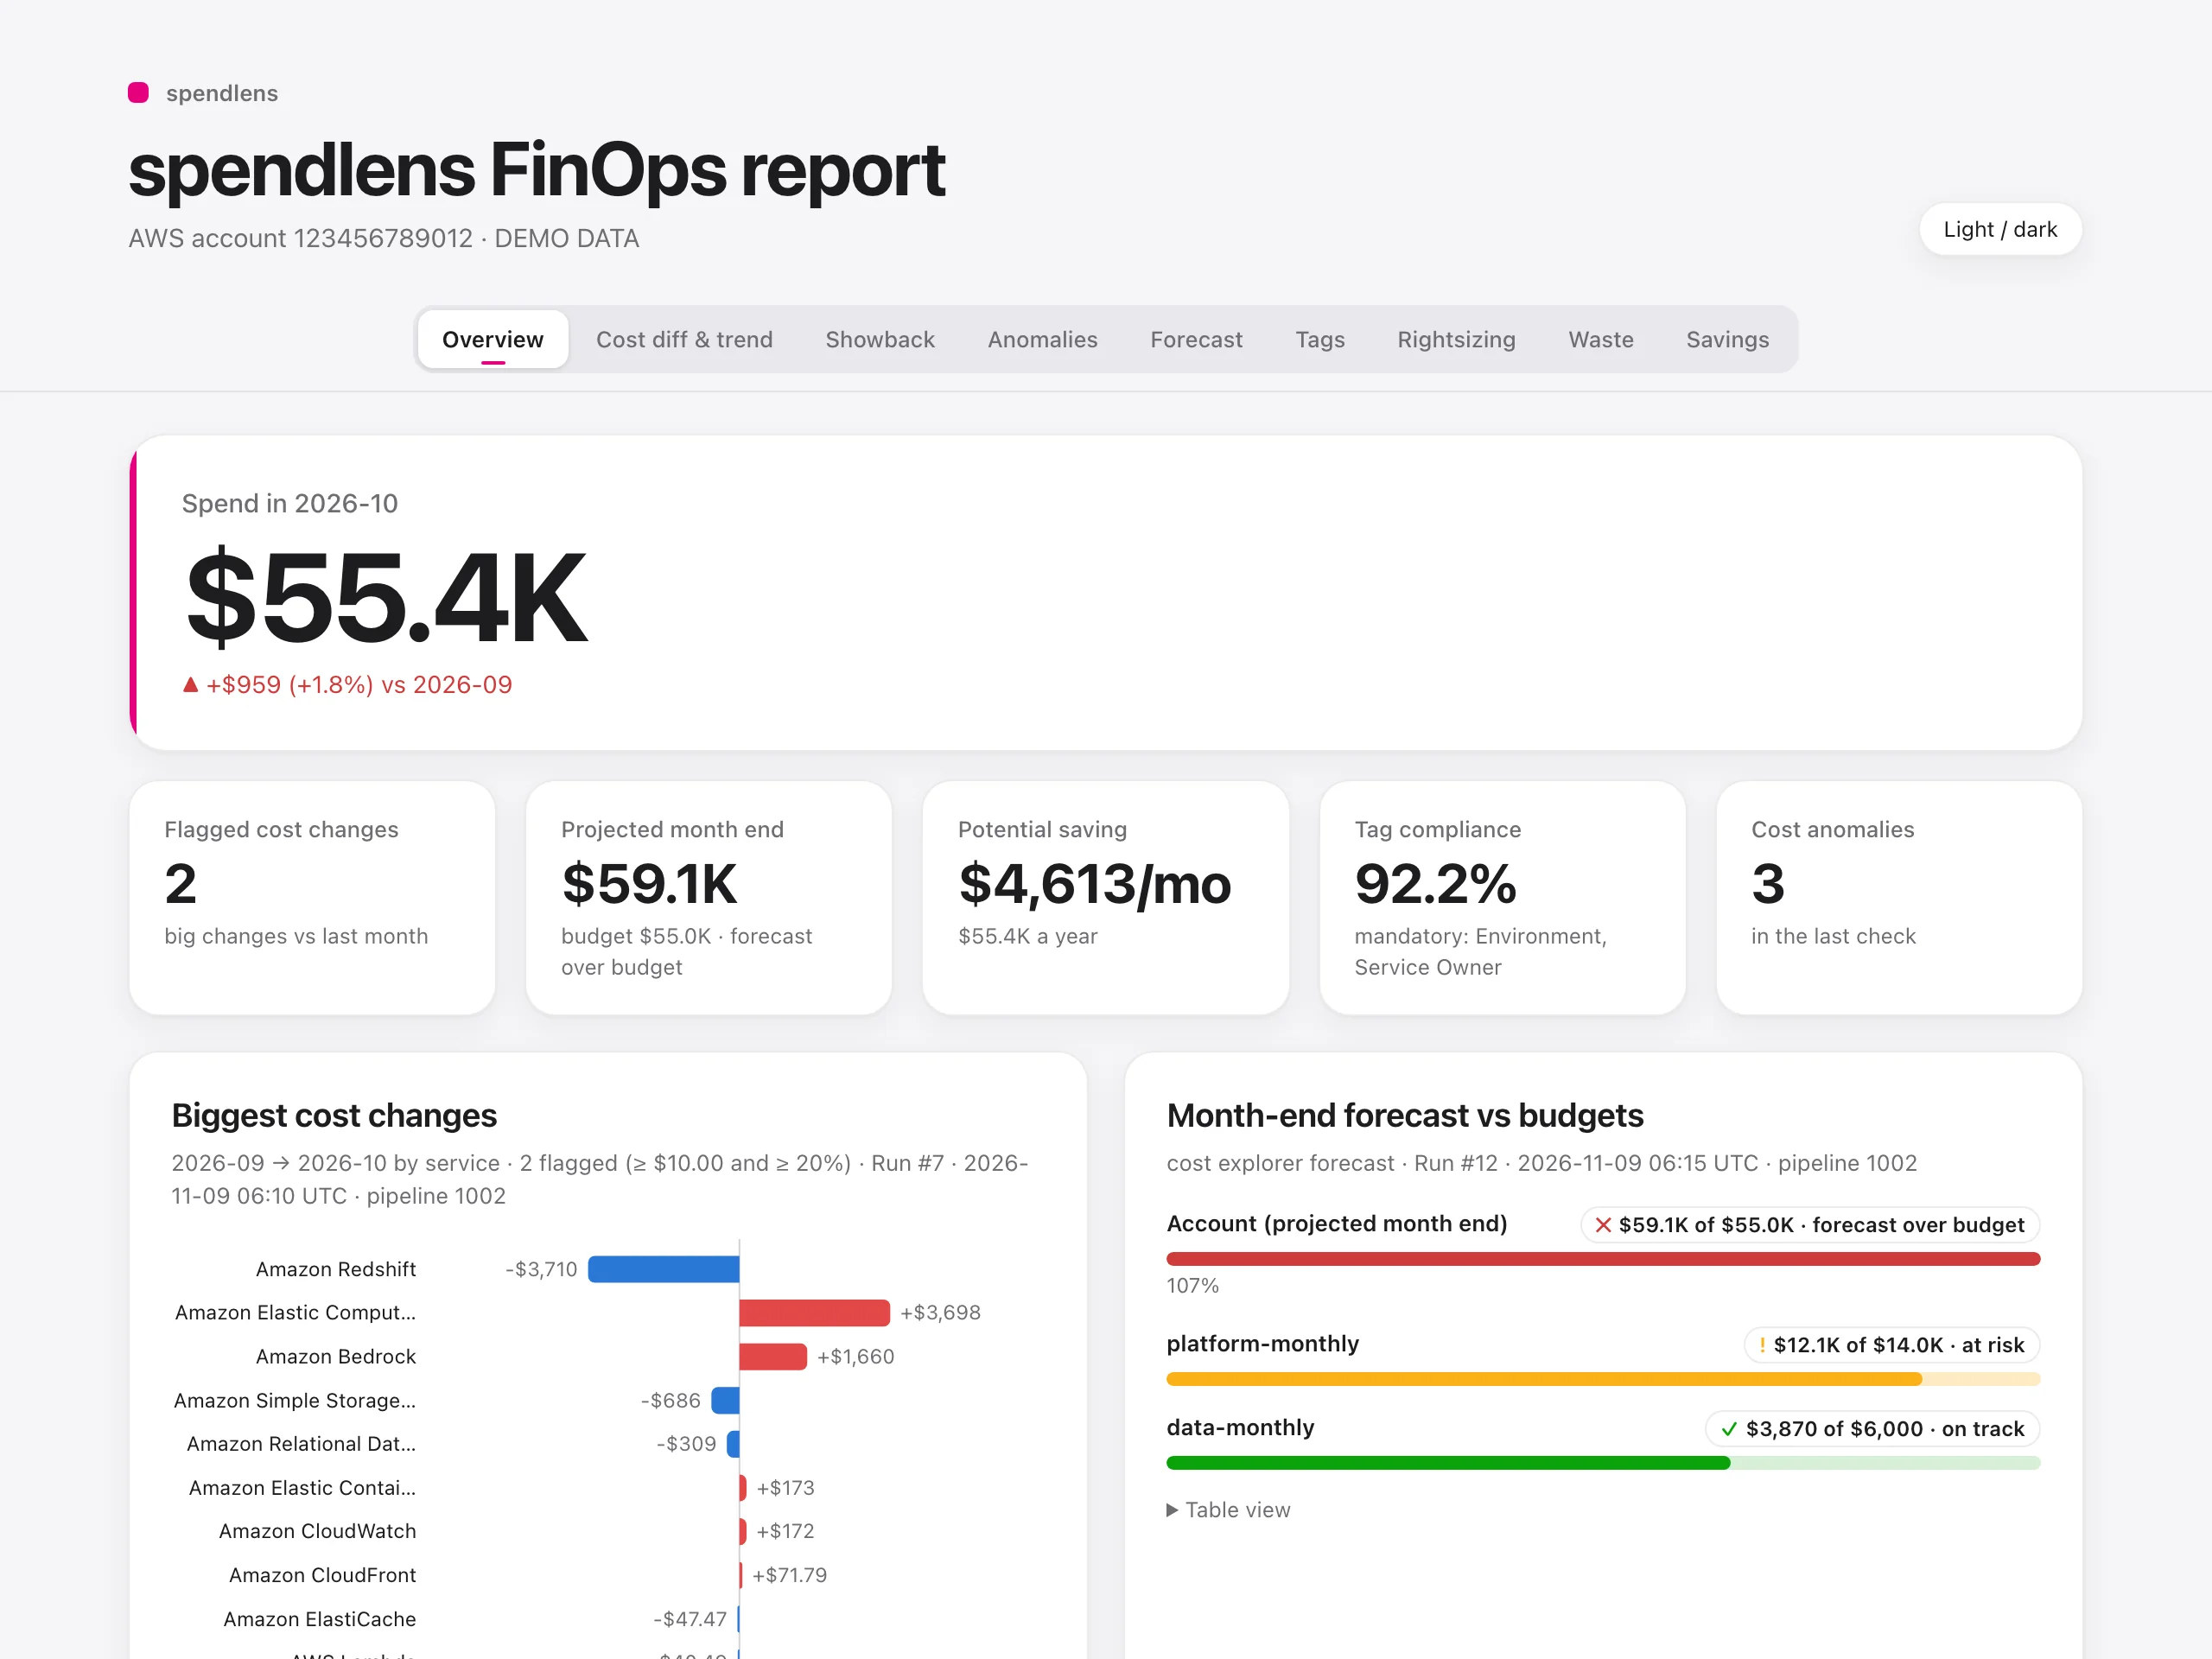 spendlens
spendlens FinOps report
AWS account 123456789012 · DEMO DATA
Light / dark
Overview
Cost diff & trend
Showback
Anomalies
Forecast
Tags
Rightsizing
Waste
Savings
Spend in 2026-10
$55.4K
▲ +$959 (+1.8%) vs 2026-09
Flagged cost changes
2
big changes vs last month
Projected month end
$59.1K
budget $55.0K · forecast
over budget
Potential saving
$4,613/mo
$55.4K a year
Tag compliance
92.2%
mandatory: Environment,
Service Owner
Cost anomalies
3
in the last check
Biggest cost changes
2026-09 → 2026-10 by service · 2 flagged (≥ $10.00 and ≥ 20%) · Run #7 · 2026-
11-09 06:10 UTC · pipeline 1002
Amazon Redshift -$3,710
Amazon Elastic Comput... +$3,698
Amazon Bedrock +$1,660
Amazon Simple Storage... -$686
Amazon Relational Dat... -$309
Amazon Elastic Contai... +$173
Amazon CloudWatch +$172
Amazon CloudFront +$71.79
Amazon ElastiCache -$47.47
Month-end forecast vs budgets
cost explorer forecast · Run #12 · 2026-11-09 06:15 UTC · pipeline 1002
Account (projected month end)
✕ $59.1K of $55.0K · forecast over budget
107%
platform-monthly
! $12.1K of $14.0K · at risk
data-monthly
✓ $3,870 of $6,000 · on track
▶ Table view